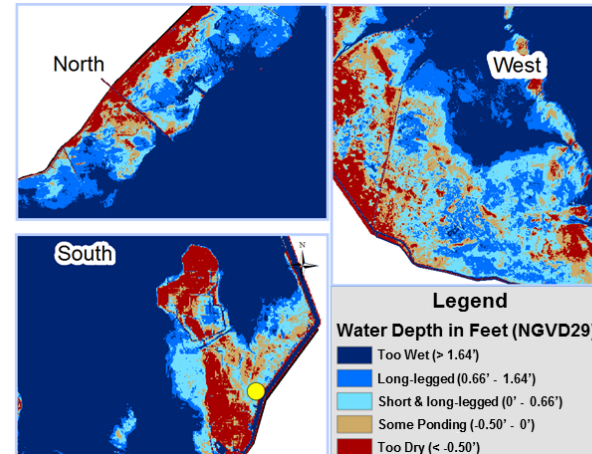 North
West
South
N
Legend
Water Depth in Feet (NGVD29)
Too Wet (> 1.64')
Long-legged (0.66' - 1.64')
Short & long-legged (0' - 0.66')
Some Ponding (-0.50' - 0')
Too Dry (< -0.50')